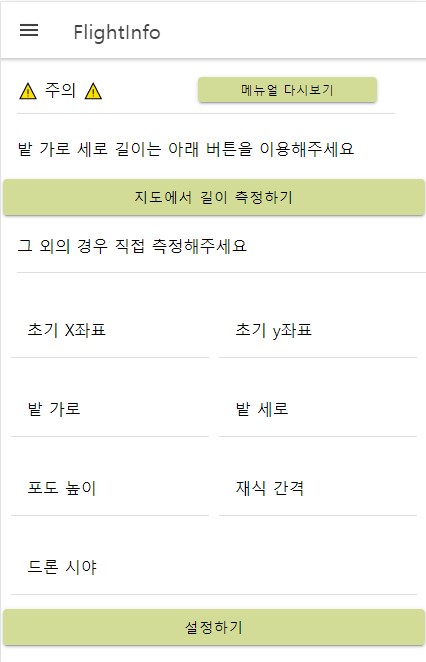 FlightInfo
⚠ 주의 ⚠ 메뉴얼 다시보기
밭 가로 세로 길이는 아래 버튼을 이용해주세요
지도에서 길이 측정하기
그 외의 경우 직접 측정해주세요
초기 X좌표 초기 y좌표
밭 가로 밭 세로
포도 높이 재식 간격
드론 시야
설정하기